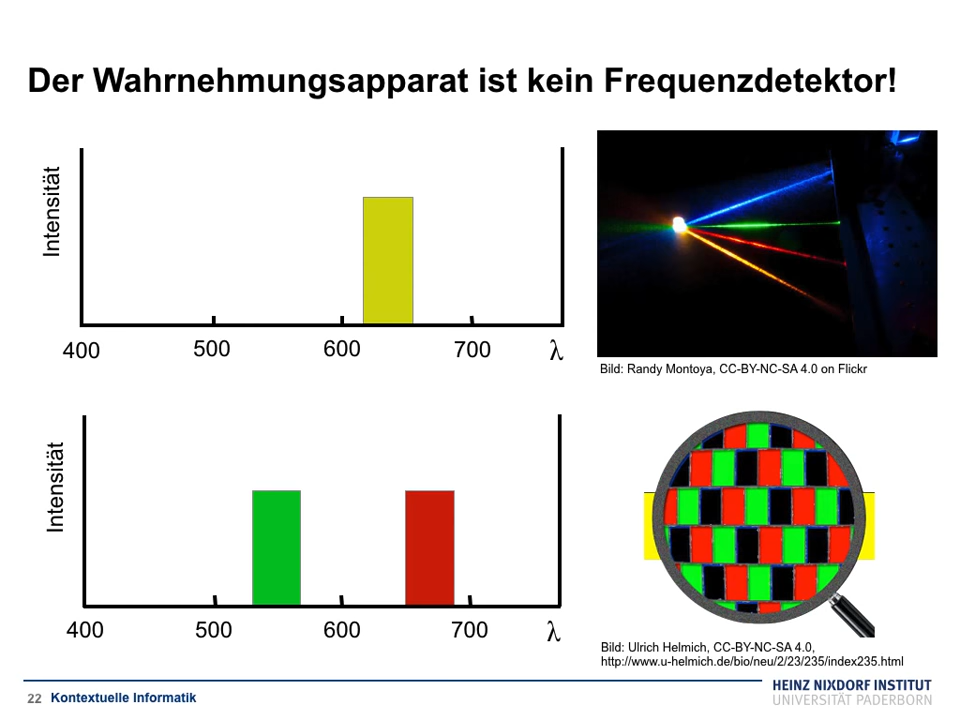 Der Wahrnehmungsapparat ist kein Frequenzdetektor!
Intensität
400
500
600
700
λ
Bild: Randy Montoya, CC-BY-NC-SA 4.0 on Flickr
Intensität
400
500
600
700
λ
Bild: Ulrich Helmich, CC-BY-NC-SA 4.0,
http://www.u-helmich.de/bio/neu/2/23/235/index235.html
22 Kontextuelle Informatik
HEINZ NIXDORF INSTITUT
UNIVERSITÄT PADERBORN